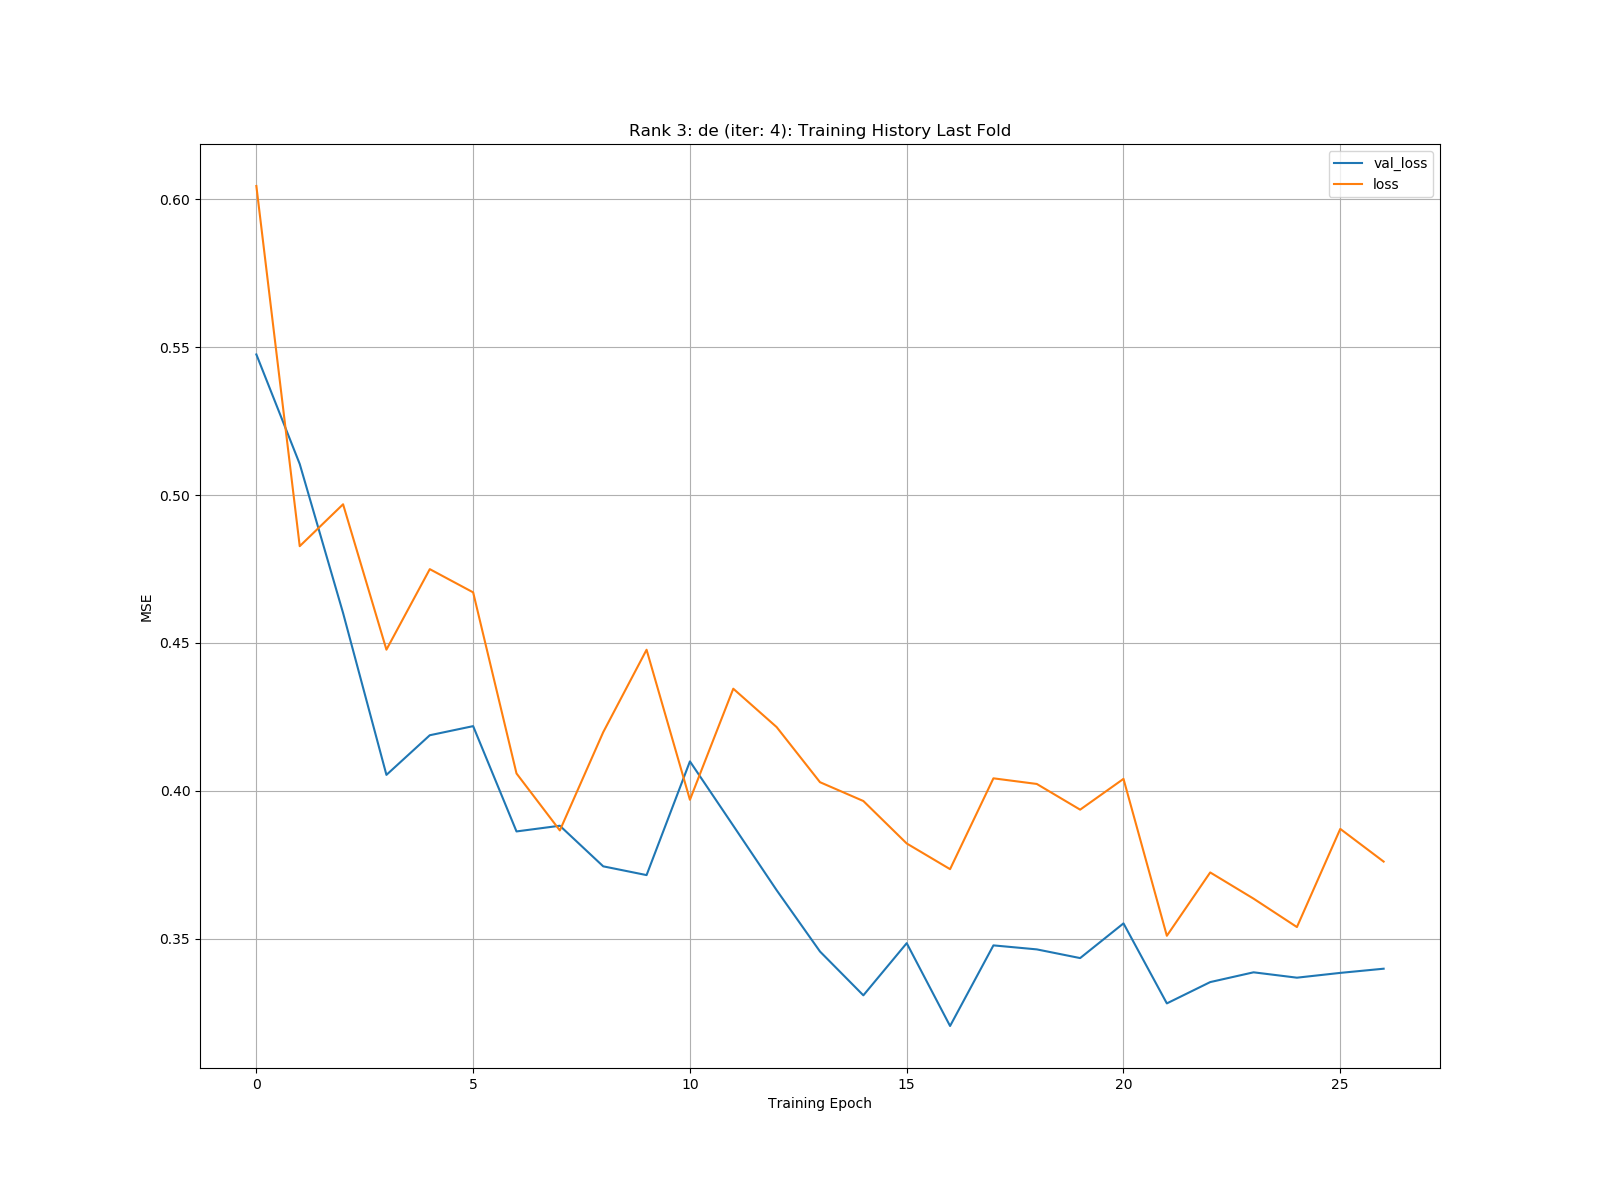 Rank 3: de (iter: 4): Training History Last Fold
val_loss
loss
0.60
0.55
0.50
0.45
0.40
0.35
MSE
0 5 10 15 20 25
Training Epoch